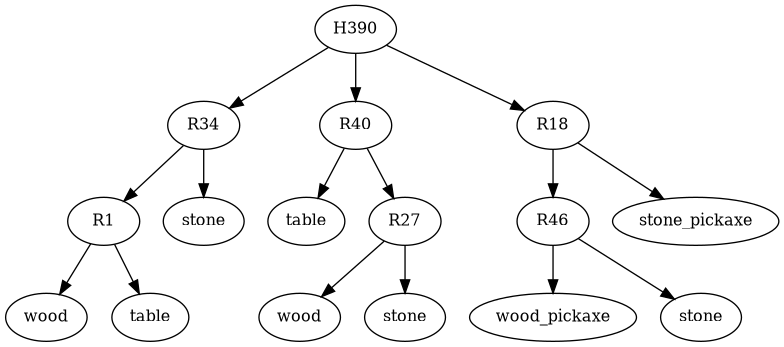 H390
R34
R40
R18
R1
stone
table
R27
R46
stone_pickaxe
wood
table
wood
stone
wood_pickaxe
stone